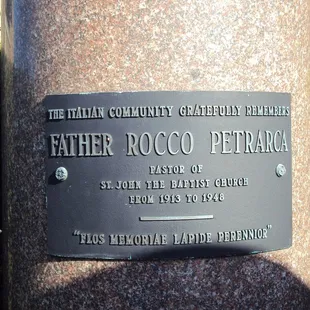 THE ITALIAN COMMUNITY GRATEFULLY REMEMBERS
FATHER ROCCO PETRARCA
PASTOR OF
ST. JOHN THE BAPTIST CHURCH
FROM 1913 TO 1948
"FLOS MEMORIAE LAPIDE PERENNIOR"